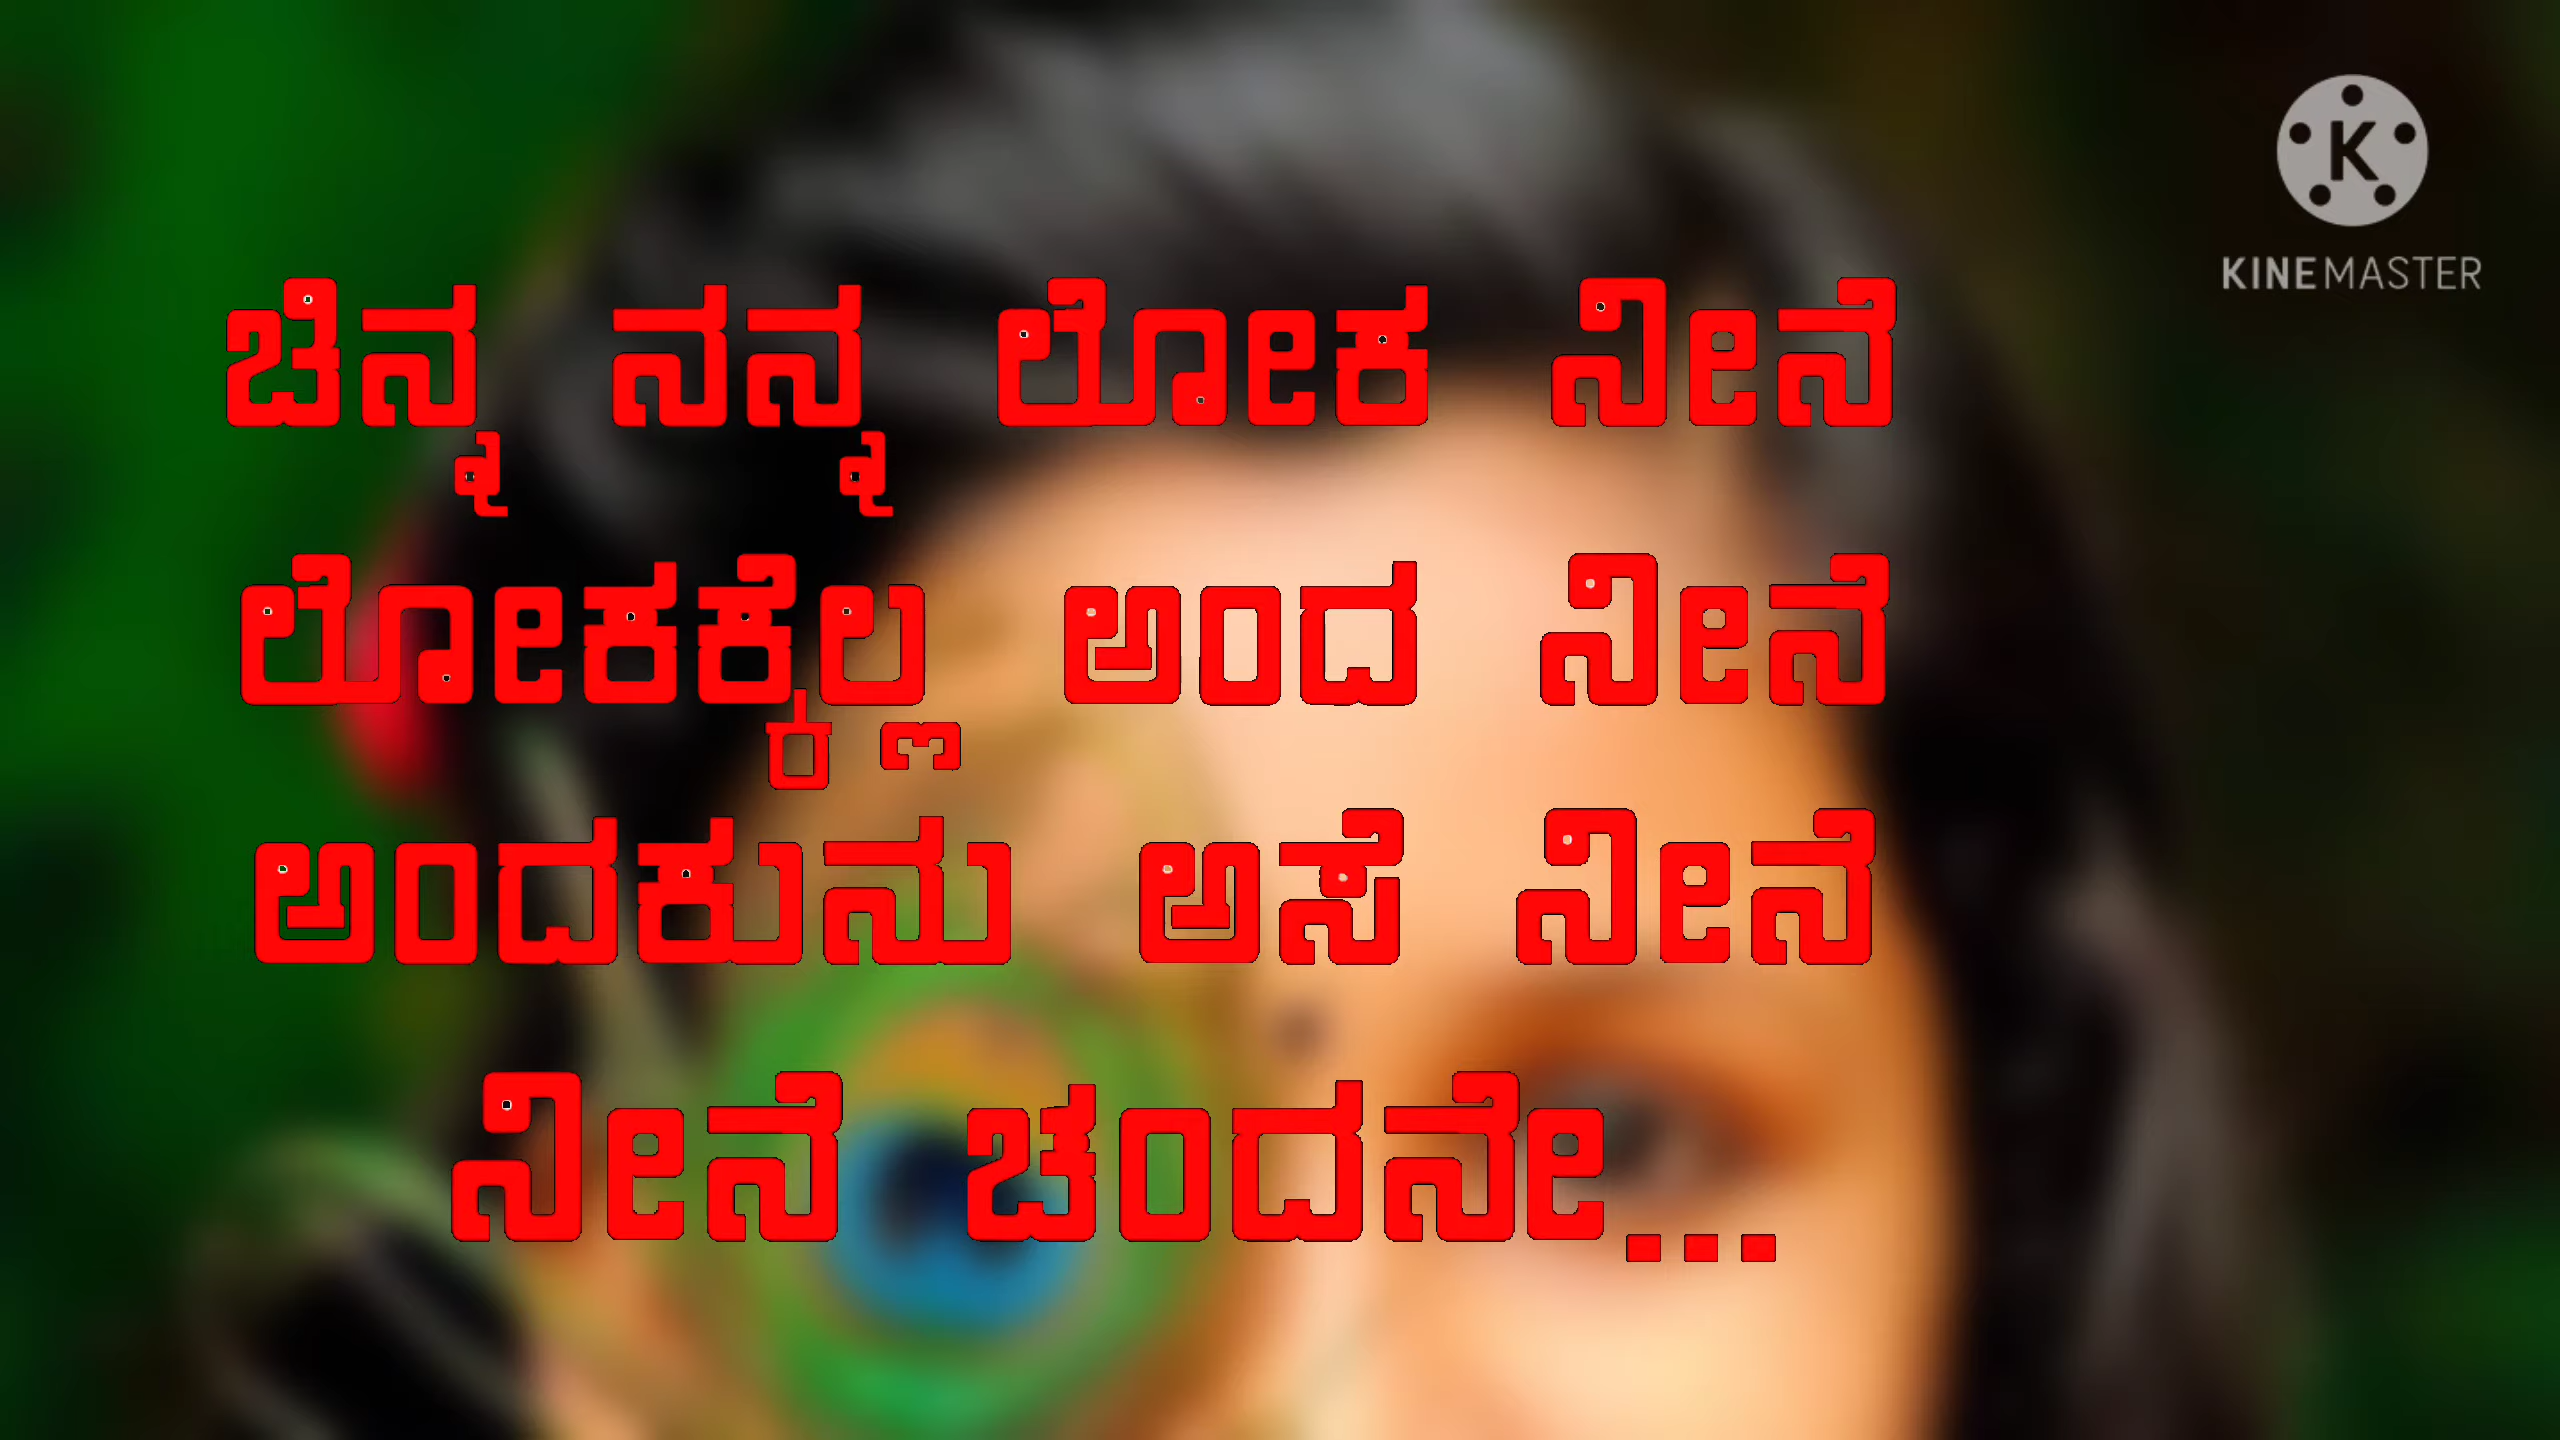 ಚಿನ್ನ ನನ್ನ ಲೋಕ ನೀನೆ
ಲೋಕಕ್ಕೆಲ್ಲ ಅಂದ ನೀನೆ
ಅಂದಕುನು ಅಸೆ ನೀನೆ
ನೀನೆ ಚಂದನೇ...
K
KINEMASTER